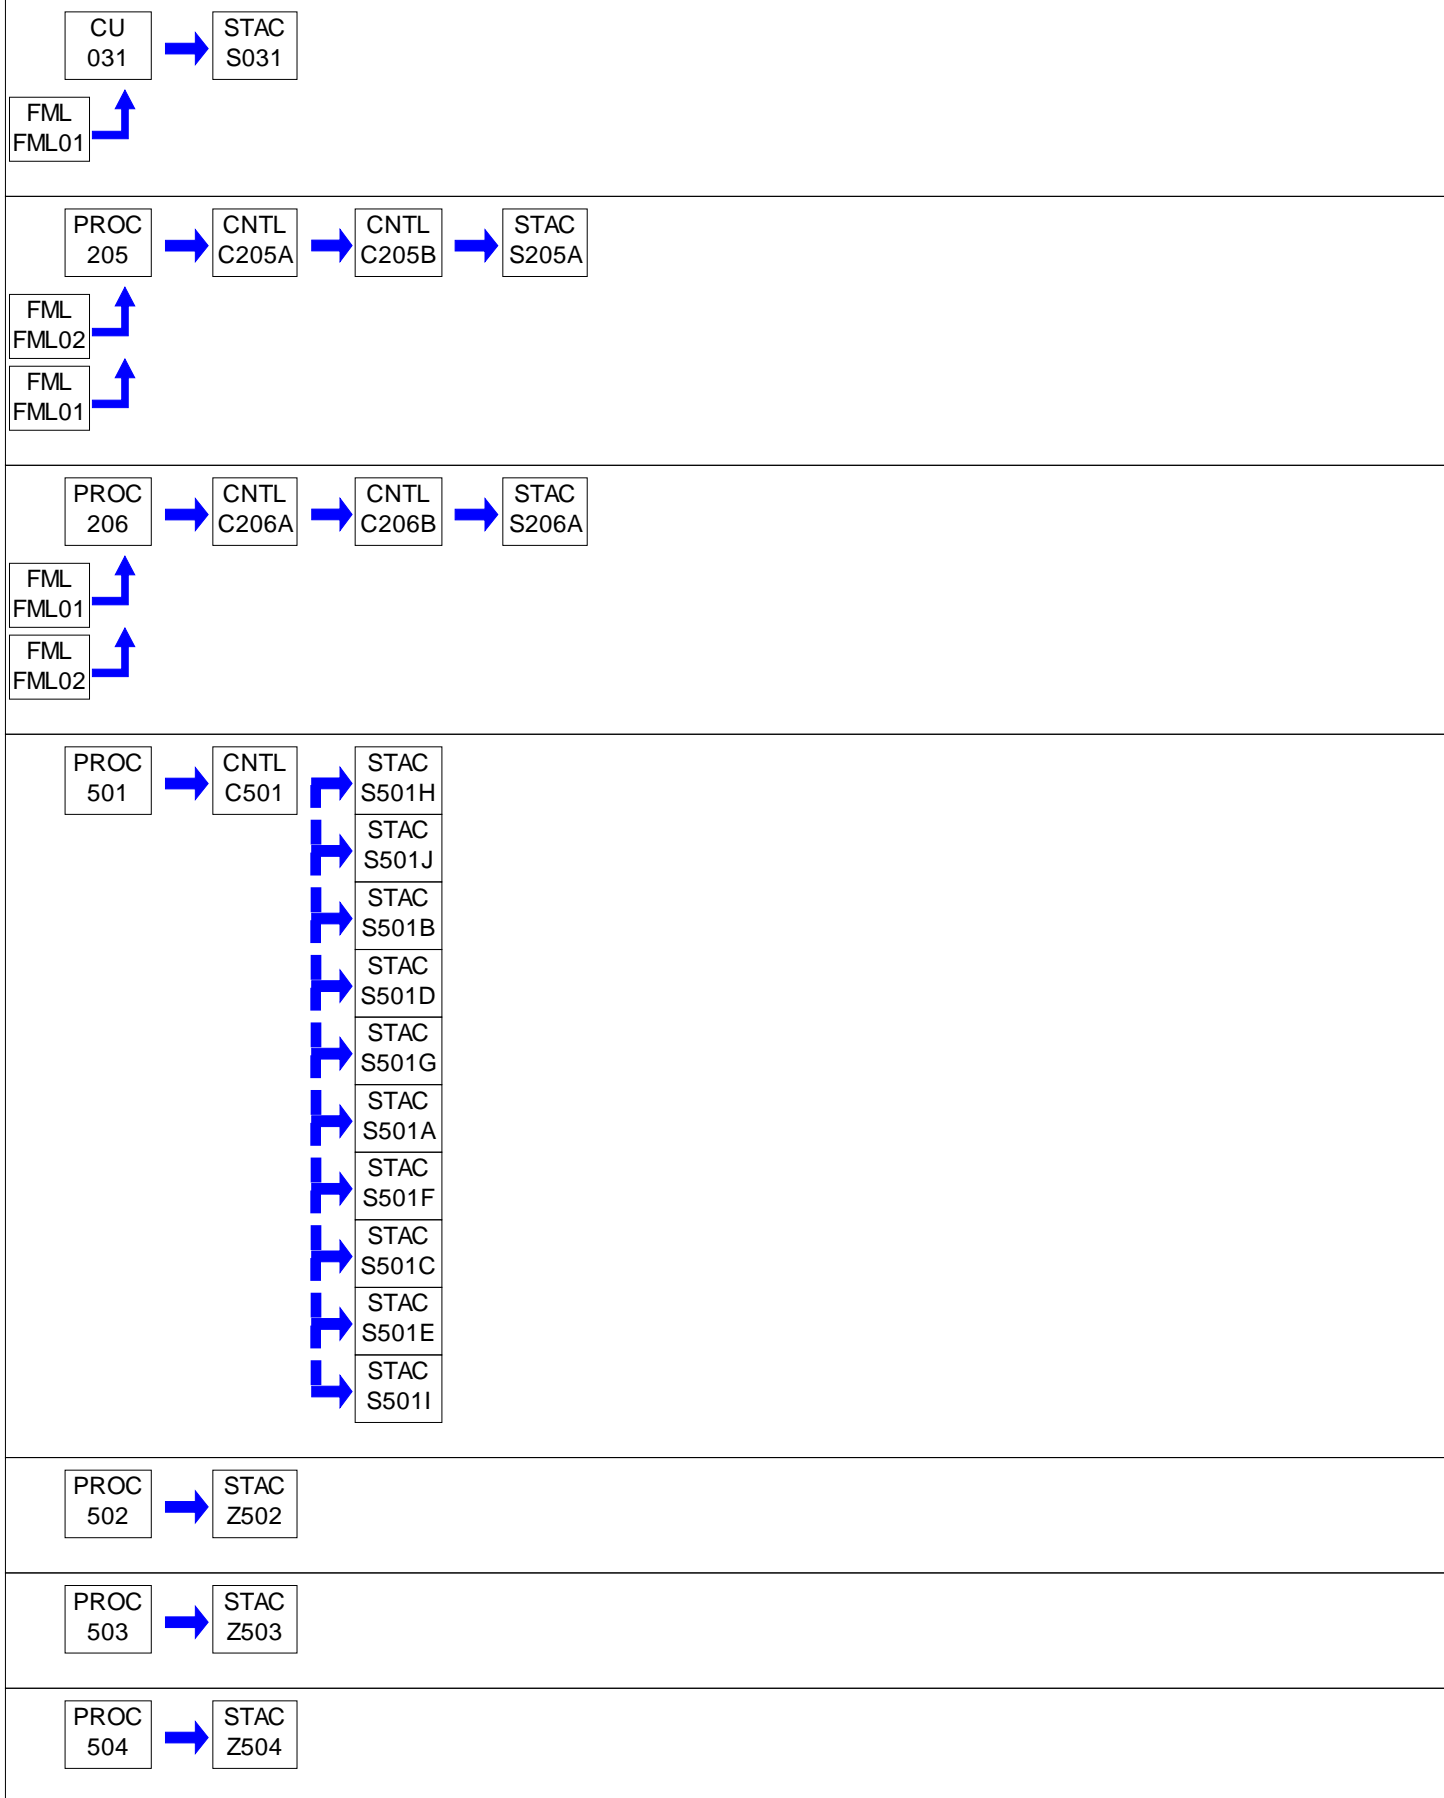 CU
031
STAC
S031
FML
FML01
PROC
205
CNTL
C205A
CNTL
C205B
STAC
S205A
FML
FML02
FML
FML01
PROC
206
CNTL
C206A
CNTL
C206B
STAC
S206A
FML
FML01
FML
FML02
PROC
501
CNTL
C501
STAC
S501H
STAC
S501J
STAC
S501B
STAC
S501D
STAC
S501G
STAC
S501A
STAC
S501F
STAC
S501C
STAC
S501E
STAC
S501I
PROC
502
STAC
Z502
PROC
503
STAC
Z503
PROC
504
STAC
Z504